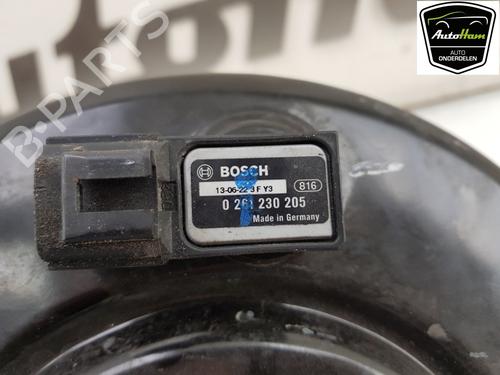 AutoHam
AUTO
ONDERDELEN
B-PARTS
BOSCH
13-06-22 3 F Y3
816
0 261 230 205
Made in Germany